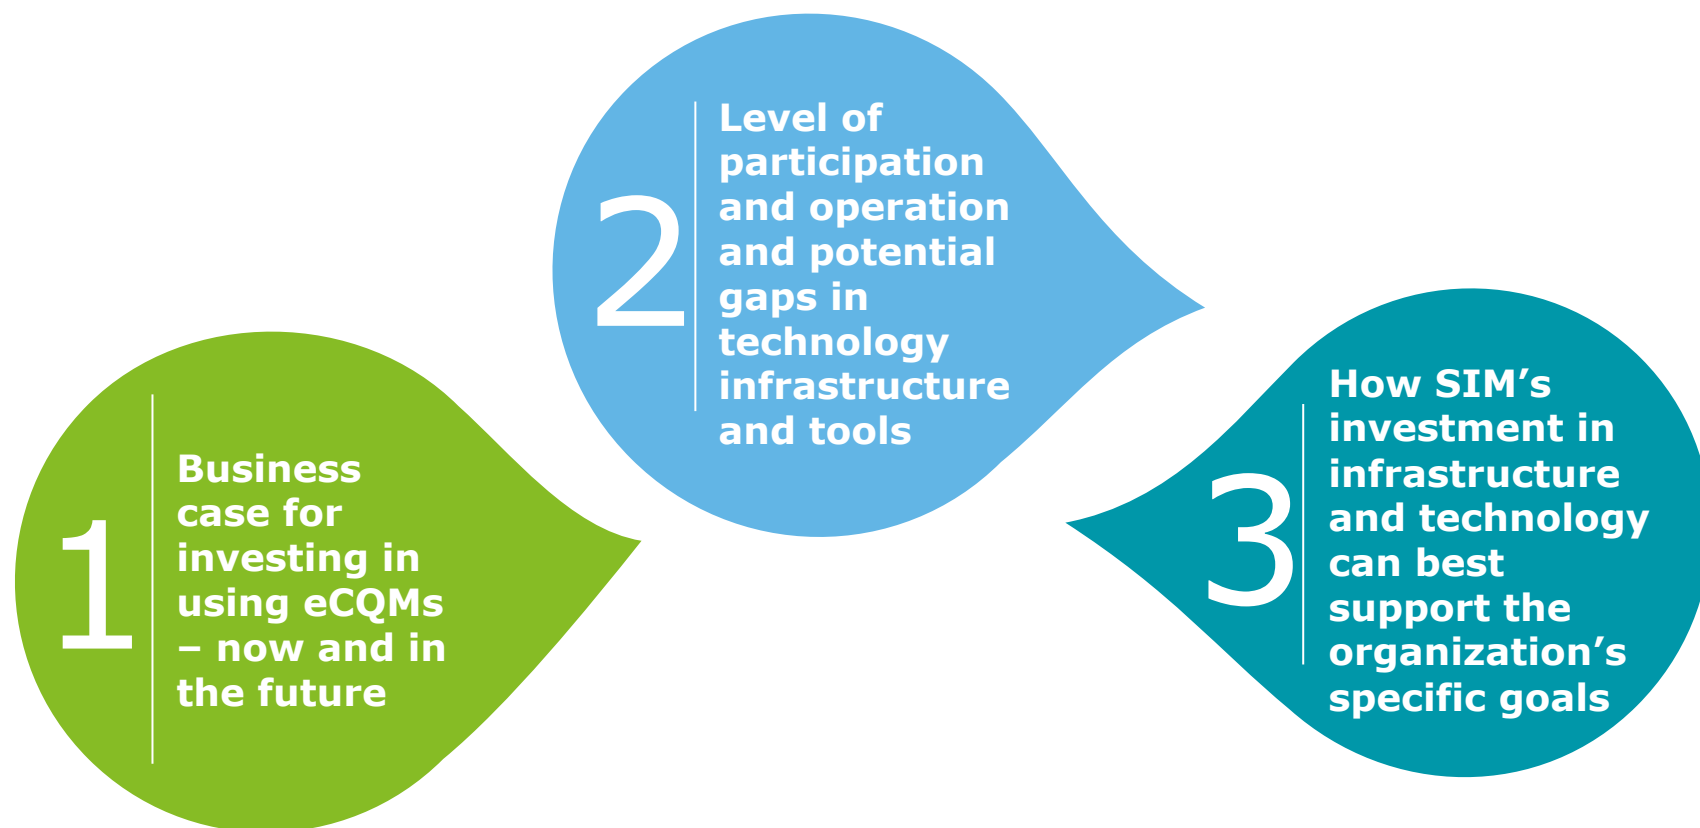 1
Business
case for
investing in
using eCQMs
– now and in
the future
2
Level of
participation
and operation
and potential
gaps in
technology
infrastructure
and tools
3
How SIM’s
investment in
infrastructure
and technology
can best
support the
organization’s
specific goals